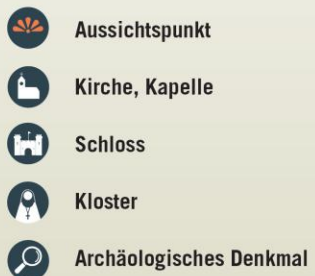 Aussichtspunkt
Kirche, Kapelle
Schloss
Kloster
Archäologisches Denkmal